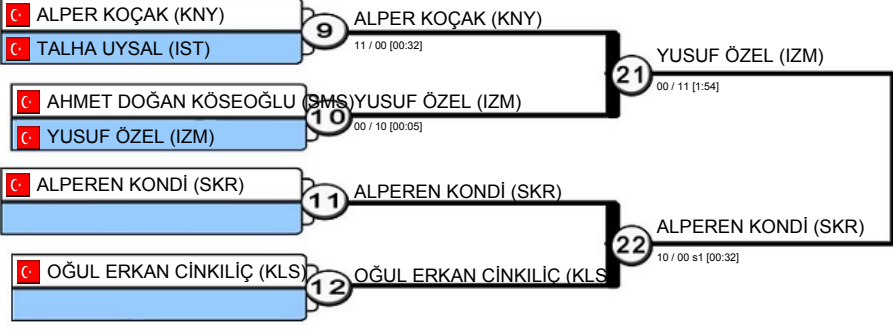 ALPER KOÇAK (KNY)
TALHA UYSAL (IST)
9
ALPER KOÇAK (KNY)
11 / 00 [00:32]
AHMET DOĞAN KÖSEOĞLU (SMS)
YUSUF ÖZEL (IZM)
10
YUSUF ÖZEL (IZM)
00 / 10 [00:05]
21
YUSUF ÖZEL (IZM)
00 / 11 [1:54]
ALPEREN KONDİ (SKR)
11
ALPEREN KONDİ (SKR)
OĞUL ERKAN CİNKILIÇ (KLS)
12
OĞUL ERKAN CİNKILIÇ (KLS
22
ALPEREN KONDİ (SKR)
10 / 00 s1 [00:32]